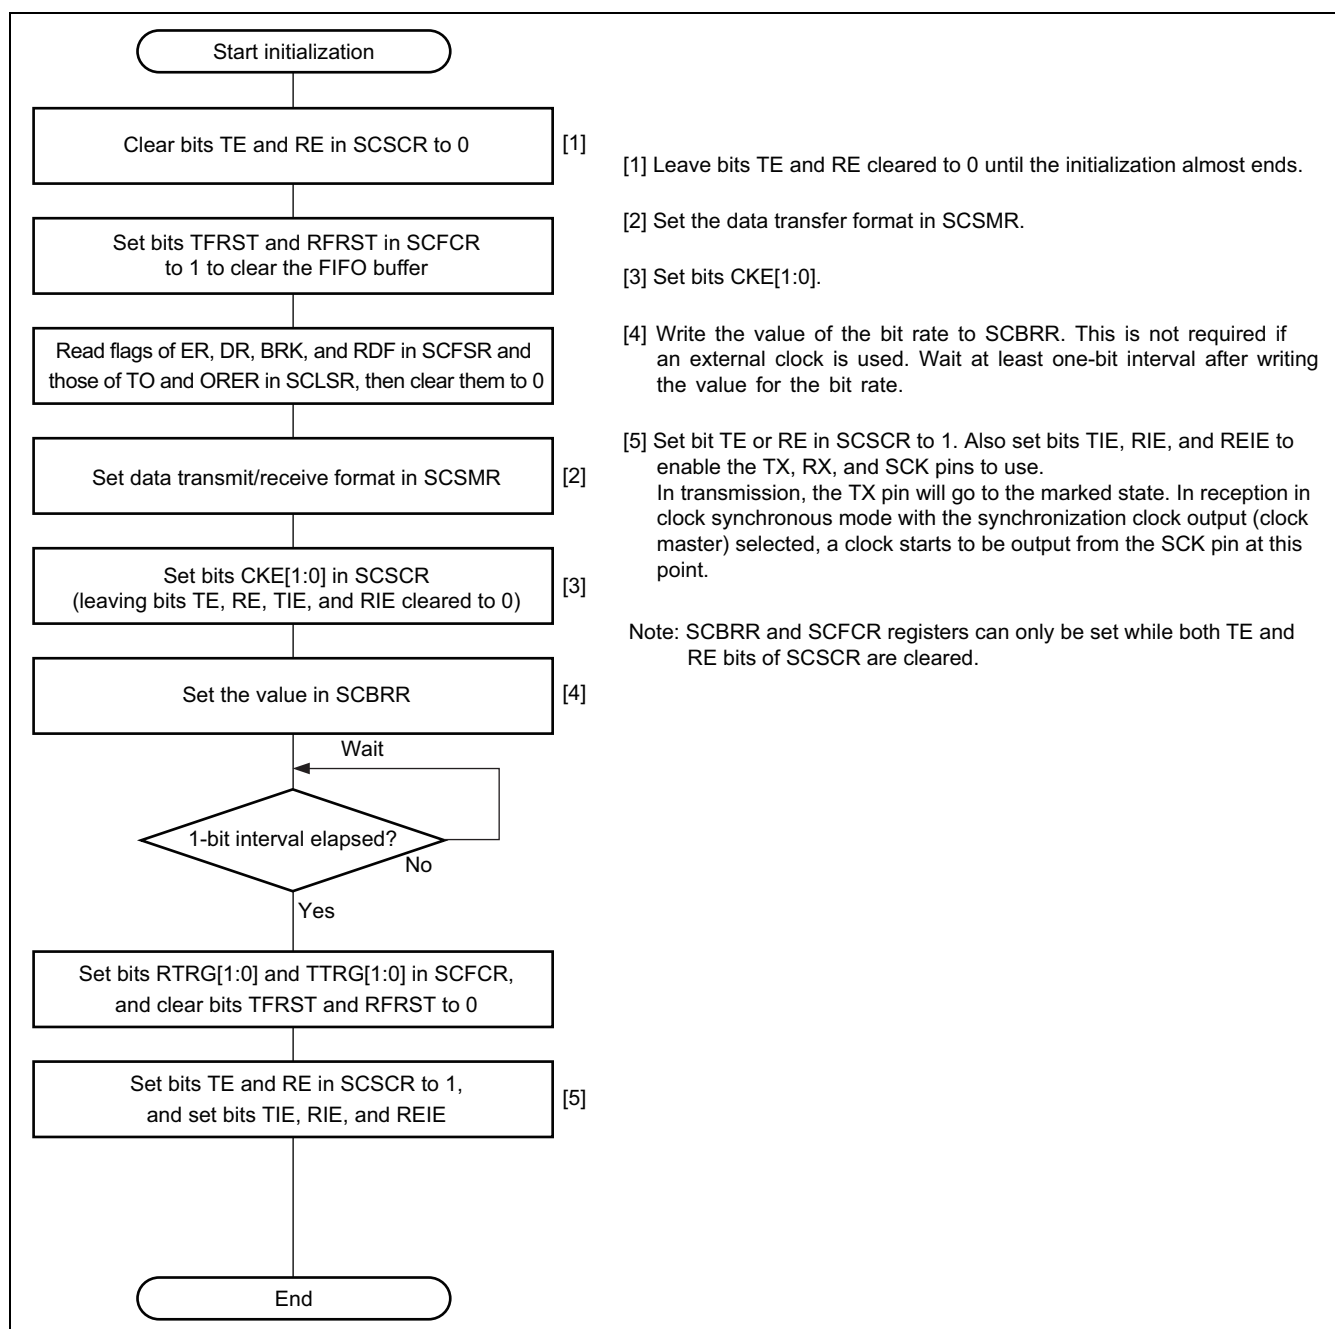 Start initialization
Clear bits TE and RE in SCSCR to 0
[1]
Set bits TFRST and RFRST in SCFCR
to 1 to clear the FIFO buffer
Read flags of ER, DR, BRK, and RDF in SCFSR and
those of TO and ORER in SCLSR, then clear them to 0
Set data transmit/receive format in SCSMR
[2]
Set bits CKE[1:0] in SCSCR
(leaving bits TE, RE, TIE, and RIE cleared to 0)
[3]
Set the value in SCBRR
[4]
Wait
1-bit interval elapsed?
No
Yes
Set bits RTRG[1:0] and TTRG[1:0] in SCFCR,
and clear bits TFRST and RFRST to 0
Set bits TE and RE in SCSCR to 1,
and set bits TIE, RIE, and REIE
[5]
End
[1] Leave bits TE and RE cleared to 0 until the initialization almost ends.
[2] Set the data transfer format in SCSMR.
[3] Set bits CKE[1:0].
[4] Write the value of the bit rate to SCBRR. This is not required if
an external clock is used. Wait at least one-bit interval after writing
the value for the bit rate.
[5] Set bit TE or RE in SCSCR to 1. Also set bits TIE, RIE, and REIE to
enable the TX, RX, and SCK pins to use.
In transmission, the TX pin will go to the marked state. In reception in
clock synchronous mode with the synchronization clock output (clock
master) selected, a clock starts to be output from the SCK pin at this
point.
Note: SCBRR and SCFCR registers can only be set while both TE and
RE bits of SCSCR are cleared.